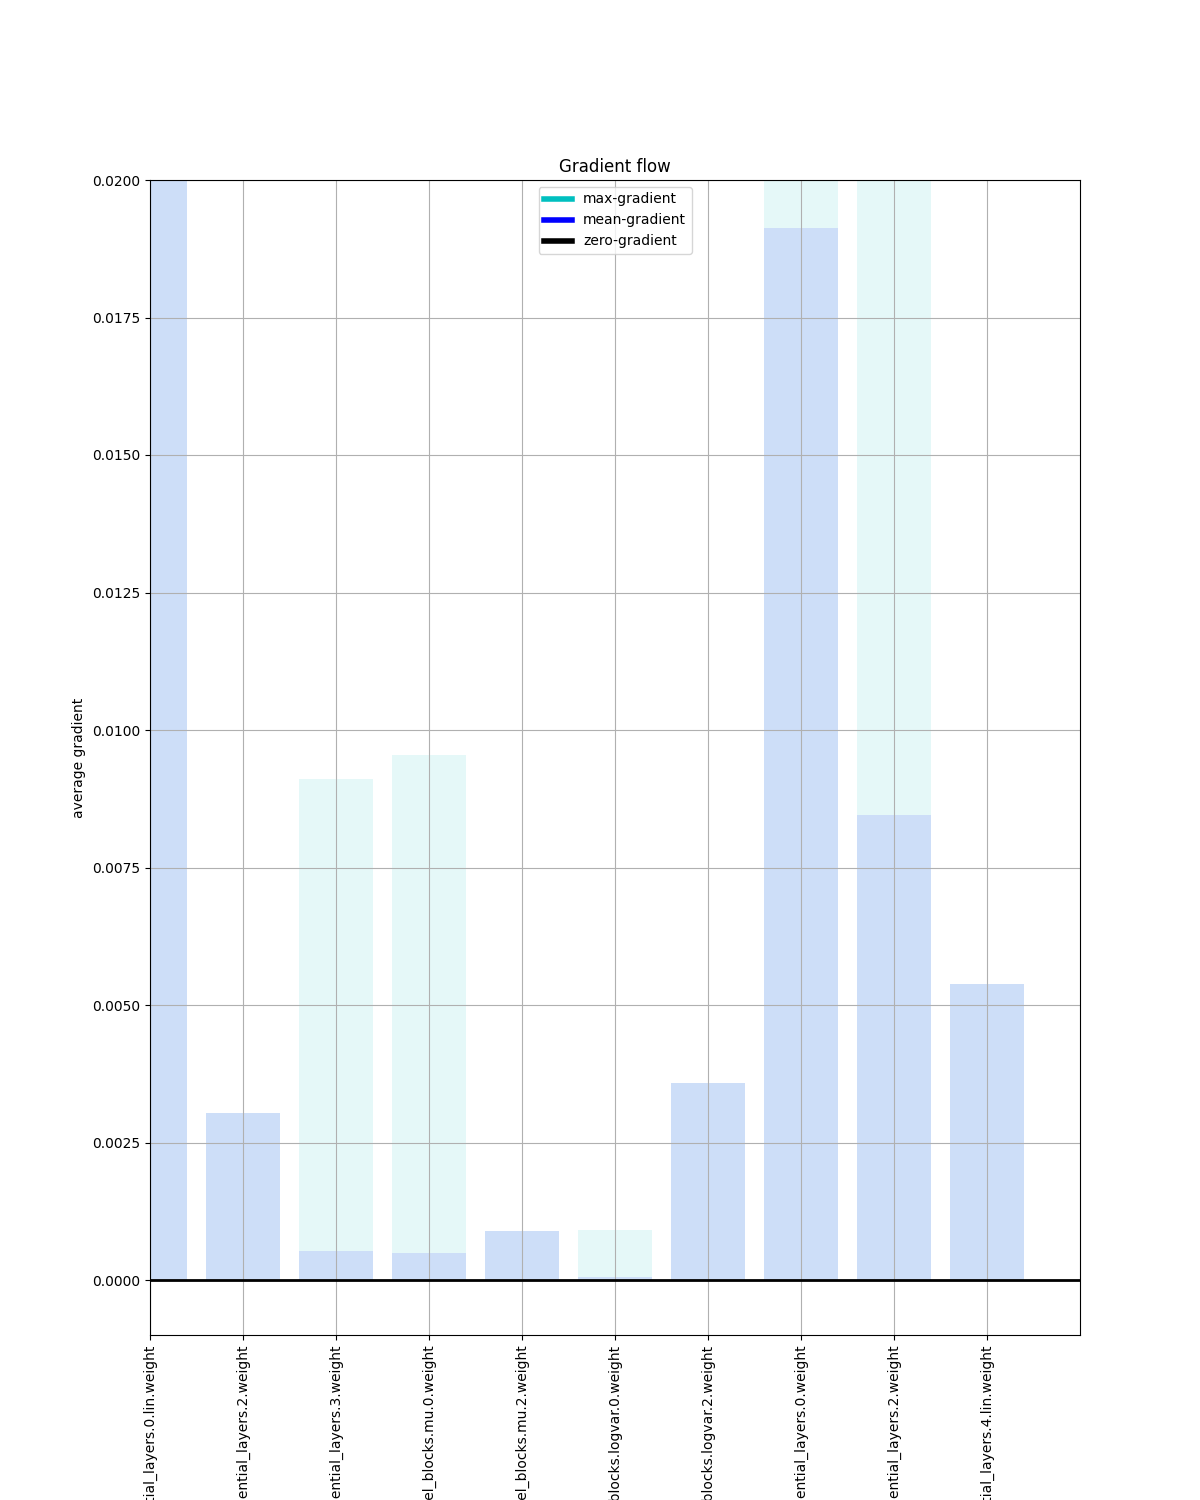 Gradient flow
max-gradient
mean-gradient
zero-gradient
average gradient
0.0200
0.0175
0.0150
0.0125
0.0100
0.0075
0.0050
0.0025
0.0000
tial_layers.0.lin.weight
ential_layers.2.weight
ential_layers.3.weight
el_blocks.mu.0.weight
el_blocks.mu.2.weight
blocks.logvar.0.weight
blocks.logvar.2.weight
ential_layers.0.weight
ential_layers.2.weight
tial_layers.4.lin.weight